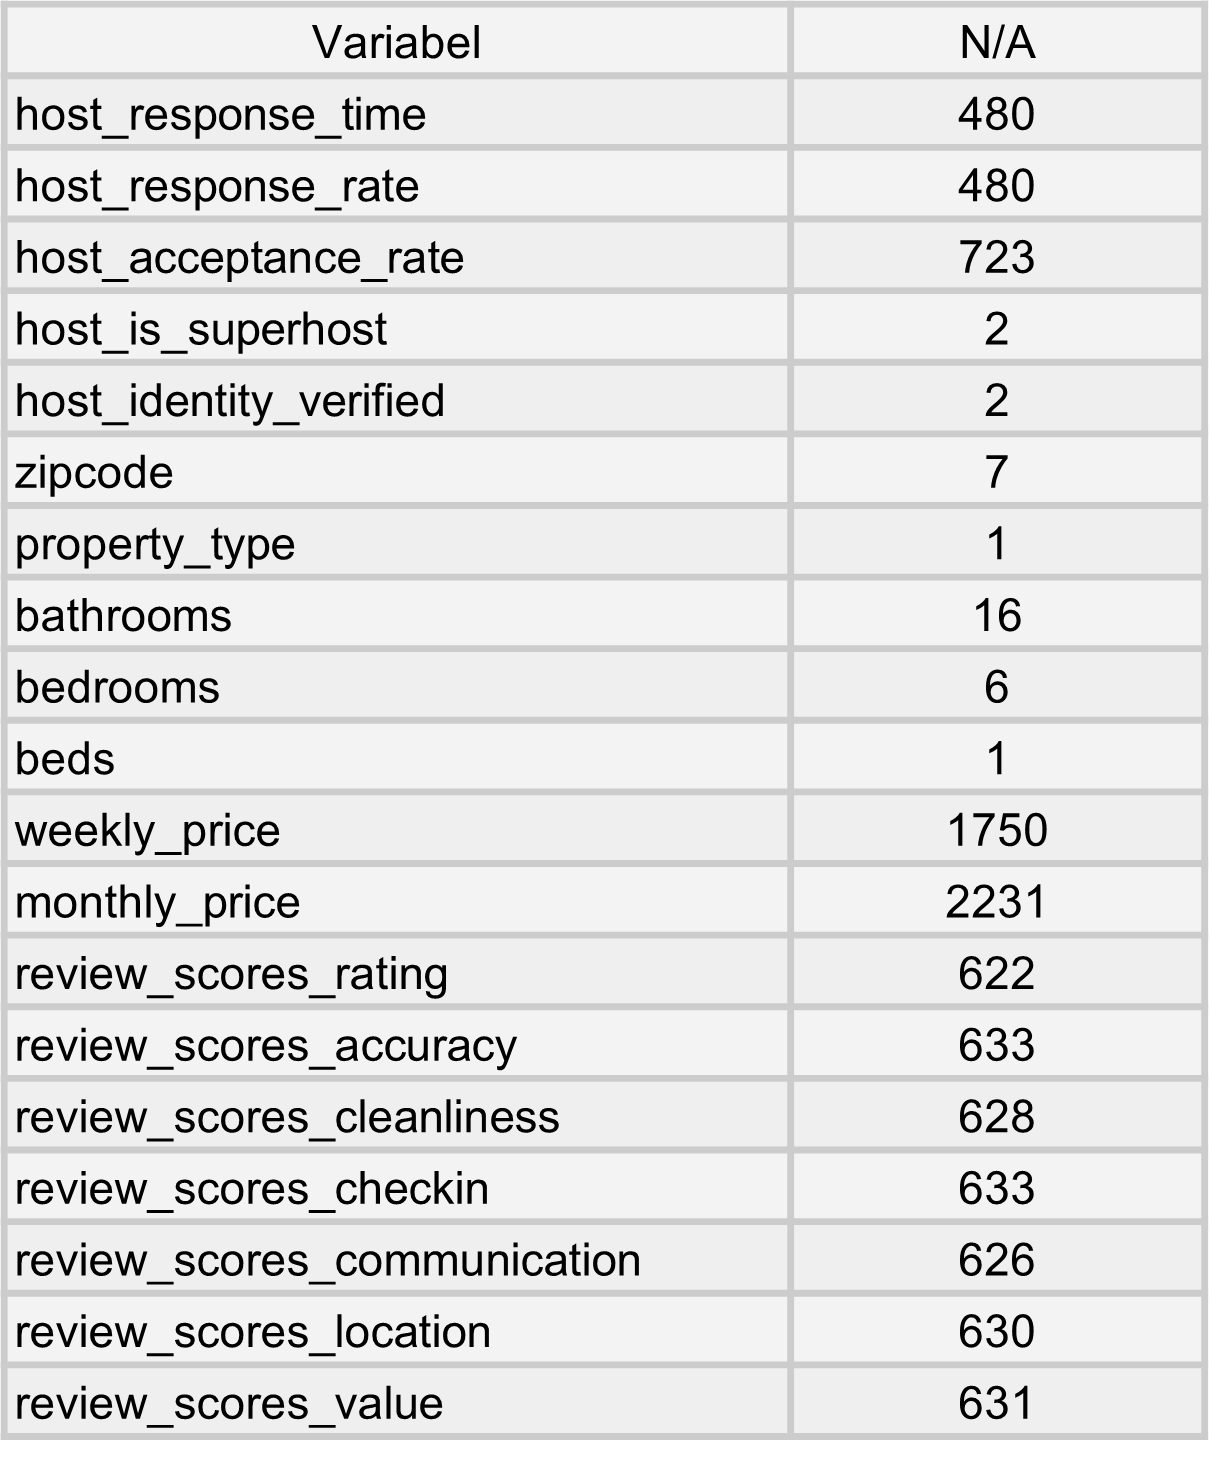 Variabel N/A
host_response_time 480
host_response_rate 480
host_acceptance_rate 723
host_is_superhost 2
host_identity_verified 2
zipcode 7
property_type 1
bathrooms 16
bedrooms 6
beds 1
weekly_price 1750
monthly_price 2231
review_scores_rating 622
review_scores_accuracy 633
review_scores_cleanliness 628
review_scores_checkin 633
review_scores_communication 626
review_scores_location 630
review_scores_value 631